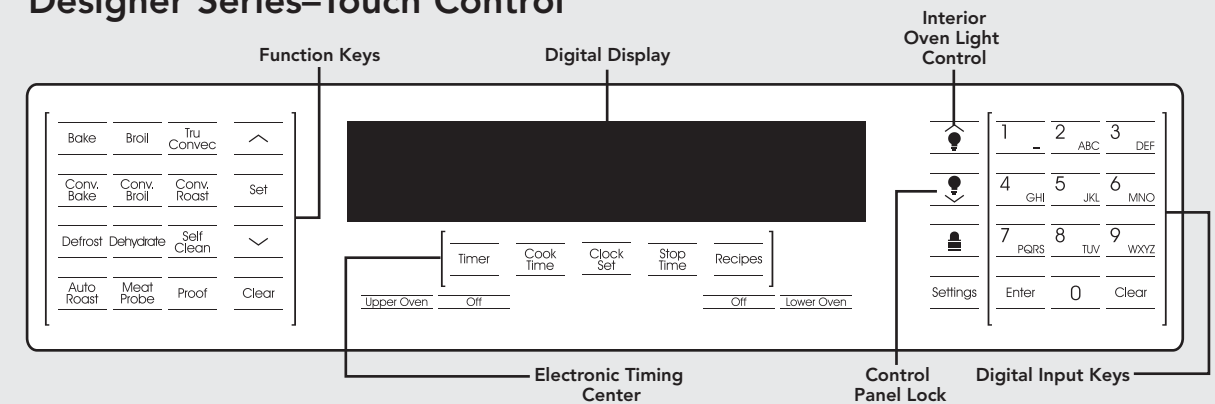 Designer Series–Touch Control
Interior
Oven Light
Control
Function Keys
Digital Display
Bake Broil Tru Convec
Conv. Bake Conv. Broil Conv. Roast Set
Defrost Dehydrate Self Clean
Auto Roast Meat Probe Proof Clear
Timer Cook Time Clock Set Stop Time Recipes
Upper Oven Off Off Lower Oven
1 _ 2 ABC 3 DEF
4 GHI 5 JKL 6 MNO
7 PQRS 8 TUV 9 WXYZ
Settings Enter 0 Clear
Electronic Timing
Center
Control
Panel Lock
Digital Input Keys